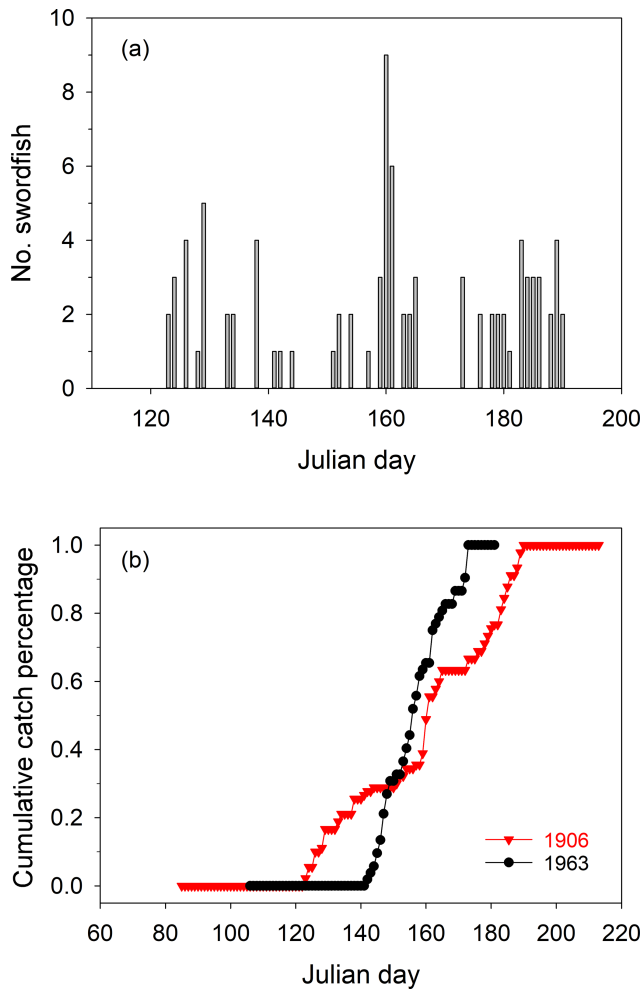 (a)
No. swordfish
10
8
6
4
2
0
120 140 160 180 200
Julian day
(b)
Cumulative catch percentage
1.0
0.8
0.6
0.4
0.2
0.0
1906
1963
60 80 100 120 140 160 180 200 220
Julian day